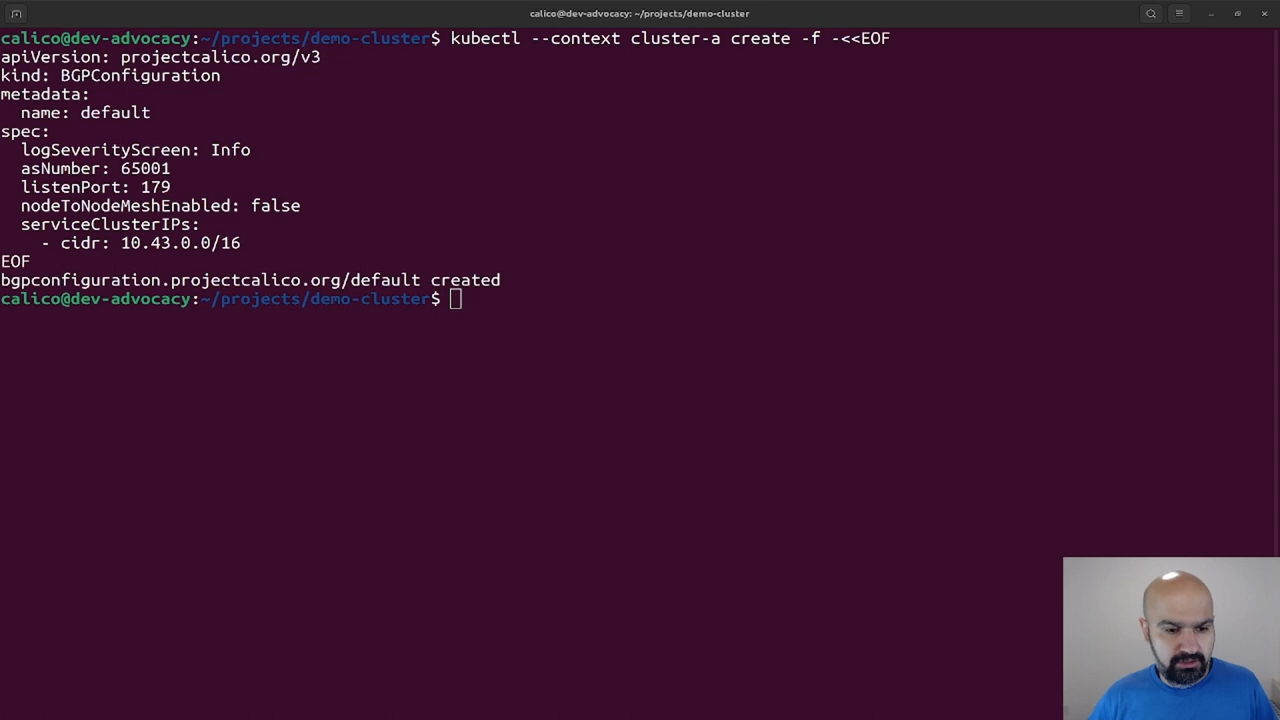 calico@dev-advocacy: ~/projects/demo-cluster
calico@dev-advocacy:~/projects/demo-cluster$ kubectl --context cluster-a create -f -<<EOF
apiVersion: projectcalico.org/v3
kind: BGPConfiguration
metadata:
  name: default
spec:
  logSeverityScreen: Info
  asNumber: 65001
  listenPort: 179
  nodeToNodeMeshEnabled: false
  serviceClusterIPs:
    - cidr: 10.43.0.0/16
EOF
bgpconfiguration.projectcalico.org/default created
calico@dev-advocacy:~/projects/demo-cluster$